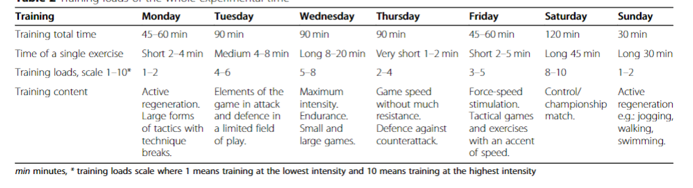 Table 2 Training loads of the whole experimental time
Training Monday Tuesday Wednesday Thursday Friday Saturday Sunday
Training total time 45–60 min 90 min 90 min 90 min 45–60 min 120 min 30 min
Time of a single exercise Short 2–4 min Medium 4–8 min Long 8–20 min Very short 1–2 min Short 2–5 min Long 45 min Long 30 min
Training loads, scale 1–10* 1–2 4–6 5–8 2–4 3–5 8–10 1–2
Training content Active Elements of the Maximum Game speed Force-speed Control/ Active
regeneration. game in attack intensity. without much stimulation. championship regeneration
Large forms and defence in Endurance. resistance. Tactical games match. e.g.: jogging,
of tactics with a limited field Small and Defence against and exercises walking,
technique of play. large games. counterattack. with an accent swimming.
breaks. of speed.
min minutes, * training loads scale where 1 means training at the lowest intensity and 10 means training at the highest intensity